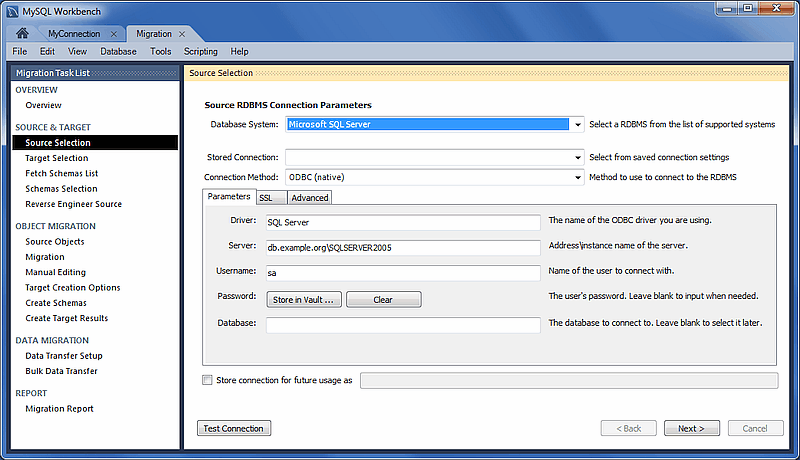 MySQL Workbench
MyConnection
Migration
File Edit View Database Tools Scripting Help
Migration Task List
OVERVIEW
Overview
SOURCE & TARGET
Source Selection
Target Selection
Fetch Schemas List
Schemas Selection
Reverse Engineer Source
OBJECT MIGRATION
Source Objects
Migration
Manual Editing
Target Creation Options
Create Schemas
Create Target Results
DATA MIGRATION
Data Transfer Setup
Bulk Data Transfer
REPORT
Migration Report
Source Selection
Source RDBMS Connection Parameters
Database System: Microsoft SQL Server Select a RDBMS from the list of supported systems
Stored Connection: Select from saved connection settings
Connection Method: ODBC (native) Method to use to connect to the RDBMS
Parameters SSL Advanced
Driver: SQL Server The name of the ODBC driver you are using.
Server: db.example.org\SQLSERVER2005 Address\instance name of the server.
Username: sa Name of the user to connect with.
Password: Store in Vault ... Clear The user's password. Leave blank to input when needed.
Database: The database to connect to. Leave blank to select it later.
Store connection for future usage as
Test Connection < Back Next > Cancel